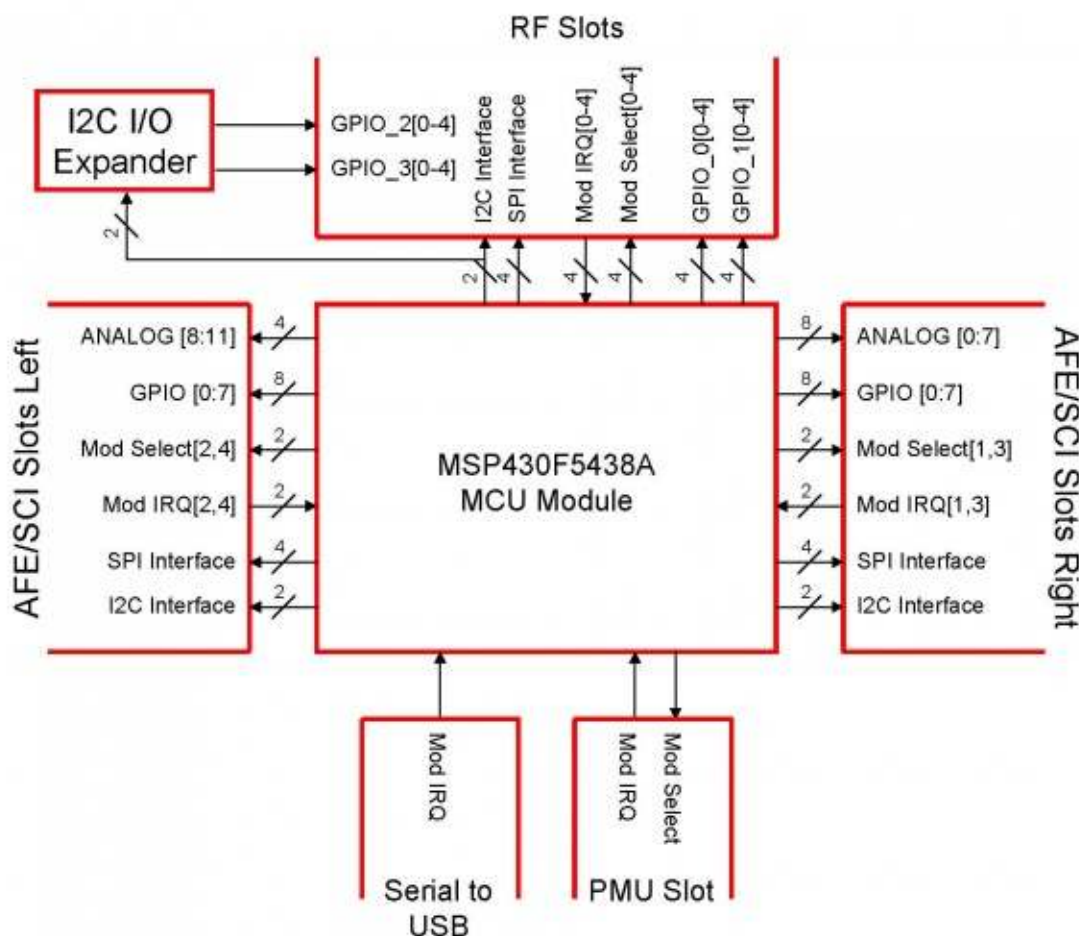 RF Slots
I2C I/O
Expander
GPIO_2[0-4]
GPIO_3[0-4]
I2C Interface
SPI Interface
Mod IRQ[0-4]
Mod Select[0-4]
GPIO_0[0-4]
GPIO_1[0-4]
2
2
4
4
4
4
4
AFE/SCI Slots Left
ANALOG [8:11]
4
GPIO [0:7]
8
Mod Select[2,4]
2
Mod IRQ[2,4]
2
SPI Interface
4
I2C Interface
2
MSP430F5438A
MCU Module
8
ANALOG [0:7]
8
GPIO [0:7]
2
Mod Select[1,3]
2
Mod IRQ[1,3]
4
SPI Interface
2
I2C Interface
AFE/SCI Slots Right
Mod IRQ
Serial to
USB
Mod IRQ
Mod Select
PMU Slot